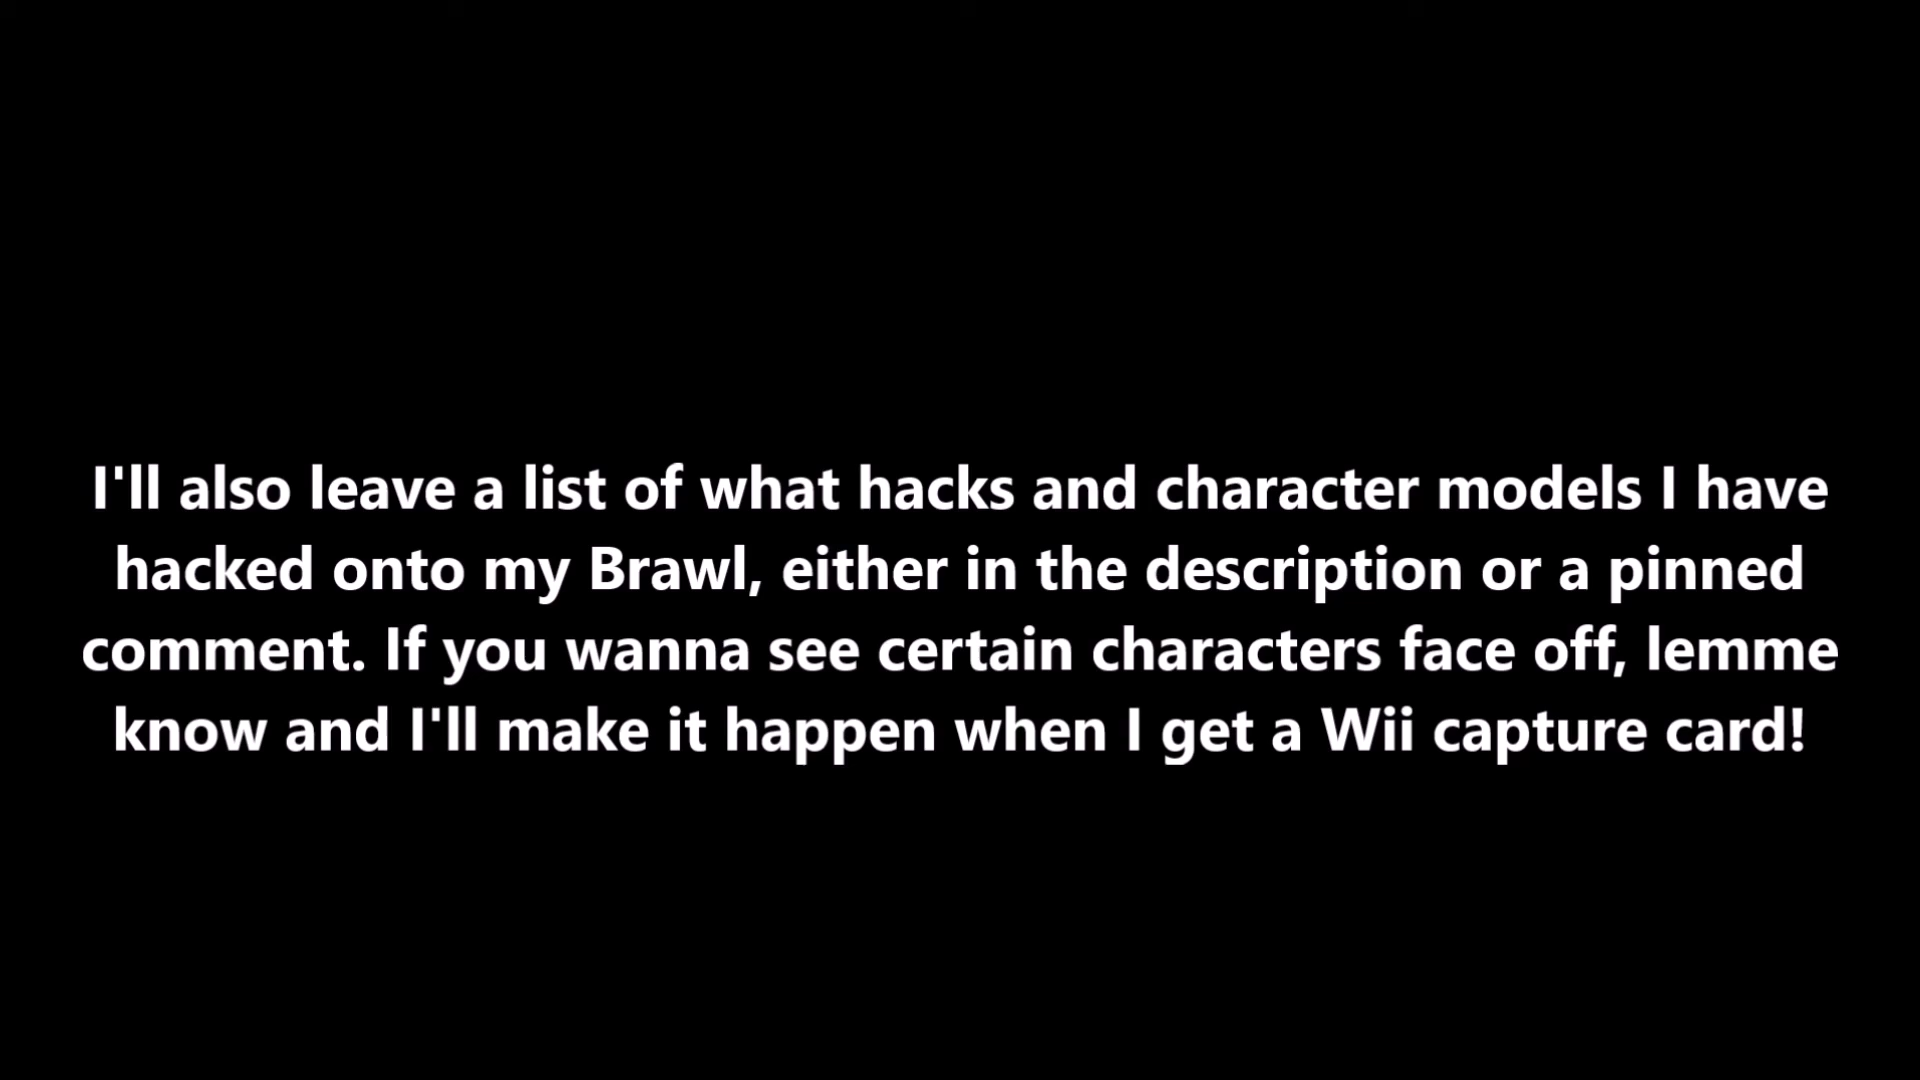 I'll also leave a list of what hacks and character models I have
hacked onto my Brawl, either in the description or a pinned
comment. If you wanna see certain characters face off, lemme
know and I'll make it happen when I get a Wii capture card!